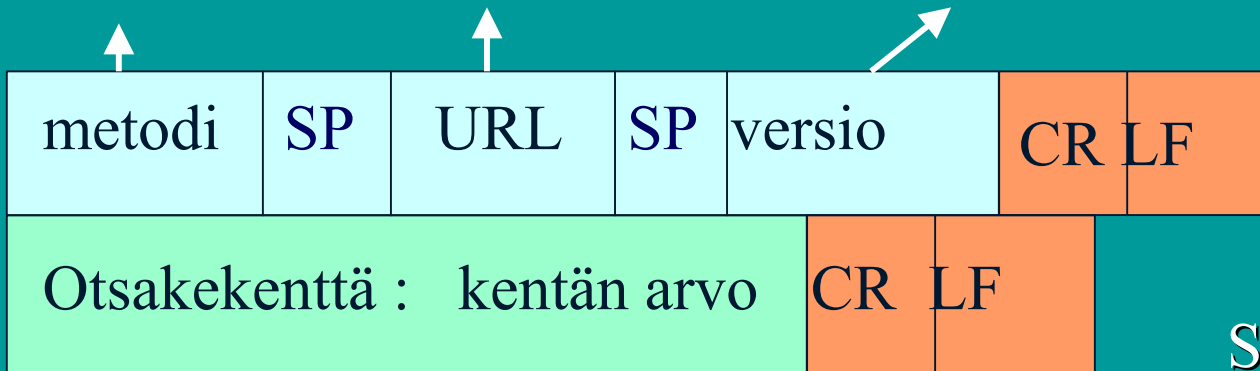 metodi SP URL SP versio CR LF
Otsakekenttä : kentän arvo CR LF
S